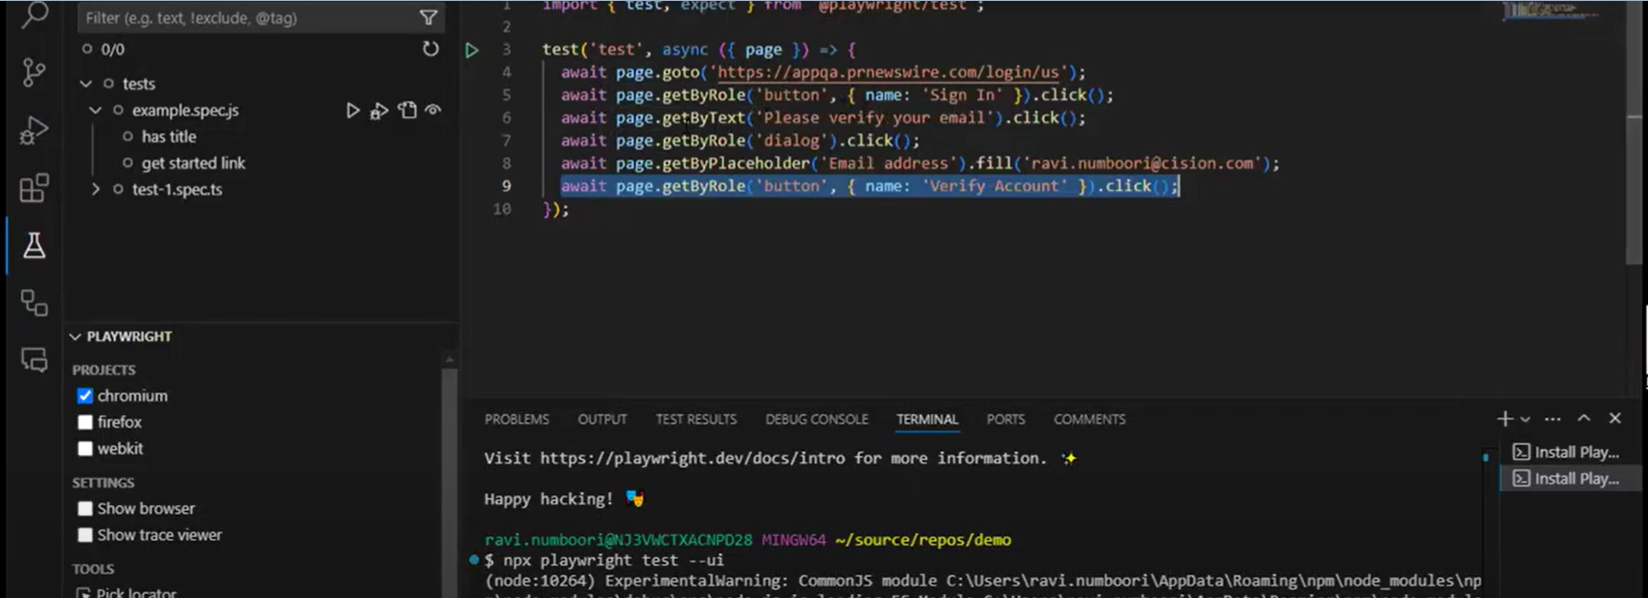 Filter (e.g. text, !exclude, @tag)
0/0
tests
example.spec.js
has title
get started link
test-1.spec.ts
PLAYWRIGHT
PROJECTS
chromium
firefox
webkit
SETTINGS
Show browser
Show trace viewer
TOOLS
Pick locator
1 import { test, expect } from '@playwright/test';
2
3 test('test', async ({ page }) => {
4 await page.goto('https://appqa.prnewswire.com/login/us');
5 await page.getByRole('button', { name: 'Sign In' }).click();
6 await page.getByText('Please verify your email').click();
7 await page.getByRole('dialog').click();
8 await page.getByPlaceholder('Email address').fill('ravi.numboori@cision.com');
9 await page.getByRole('button', { name: 'Verify Account' }).click();
10 });
PROBLEMS OUTPUT TEST RESULTS DEBUG CONSOLE TERMINAL PORTS COMMENTS
Visit https://playwright.dev/docs/intro for more information. ✨
Happy hacking! 🎭
ravi.numboori@NJ3VWCTXACNPD28 MINGW64 ~/source/repos/demo
$ npx playwright test --ui
(node:10264) ExperimentalWarning: CommonJS module C:\Users\ravi.numboori\AppData\Roaming\npm\node_modules\np
Install Play...
Install Play...